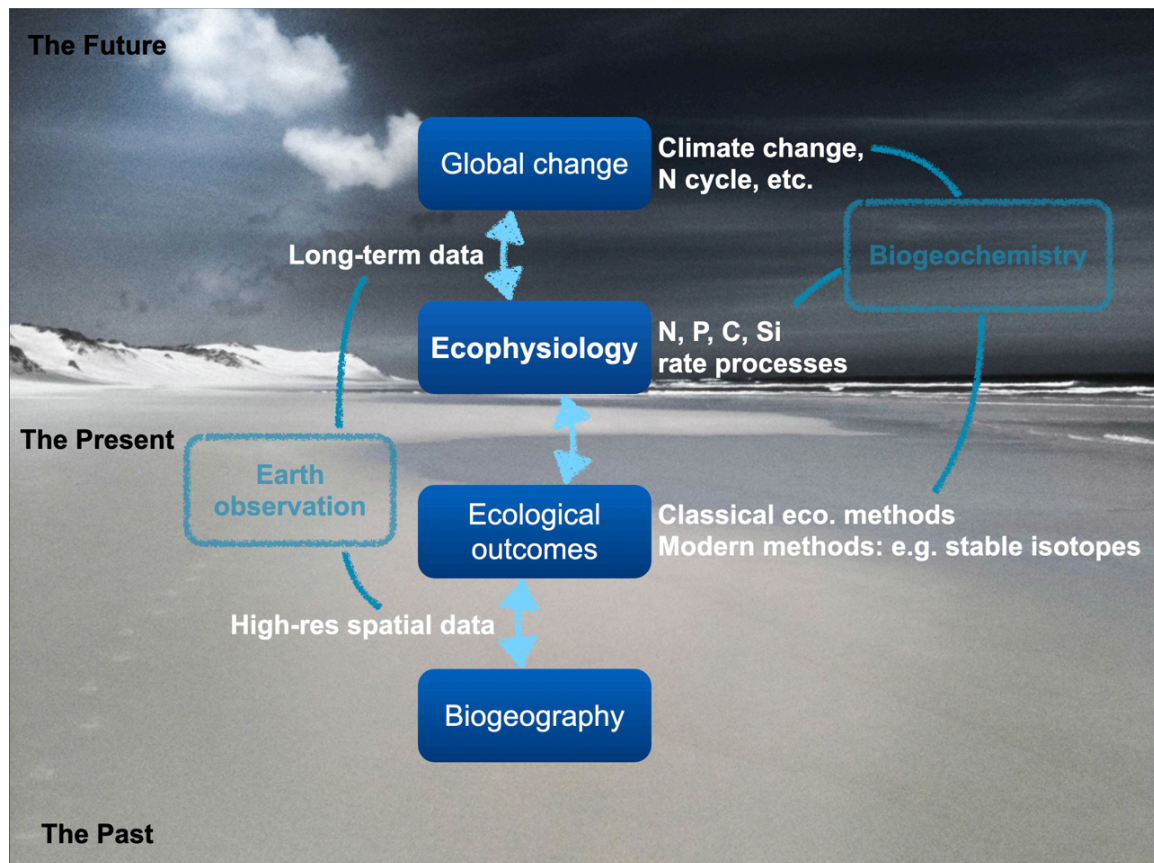 The Future
Global change
Climate change,
N cycle, etc.
Long-term data
Biogeochemistry
Ecophysiology
N, P, C, Si
rate processes
The Present
Earth
observation
Ecological
outcomes
Classical eco. methods
Modern methods: e.g. stable isotopes
High-res spatial data
Biogeography
The Past